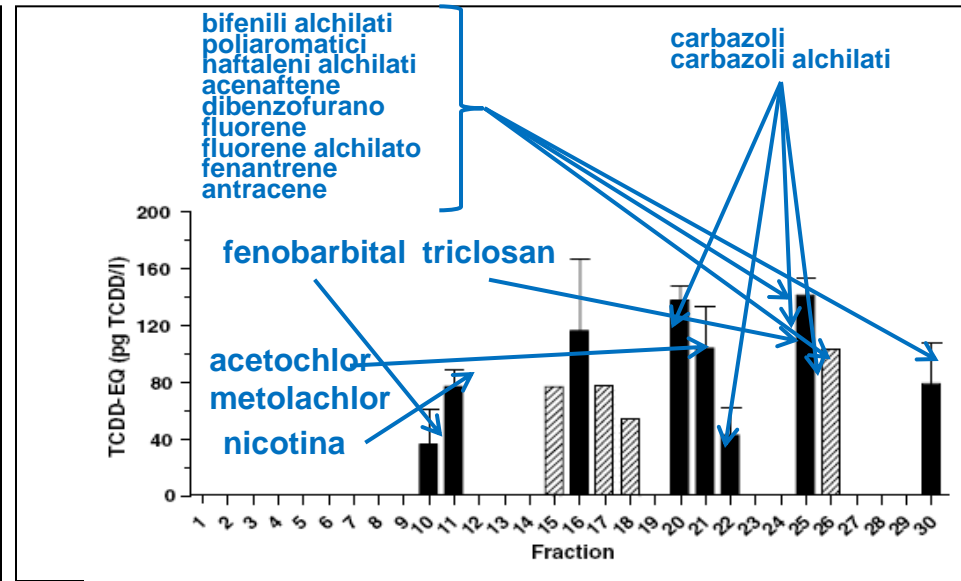 bifenili alchilati
poliaromatici
naftaleni alchilati
acenaftene
dibenzofurano
fluorene
fluorene alchilato
fenantrene
antracene
carbazoli
carbazoli alchilati
fenobarbital
triclosan
acetochlor
metolachlor
nicotina
TCDD-EQ (pg TCDD/l)
200
160
120
80
40
0
1 2 3 4 5 6 7 8 9 10 11 12 13 14 15 16 17 18 19 20 21 22 23 24 25 26 27 28 29 30
Fraction